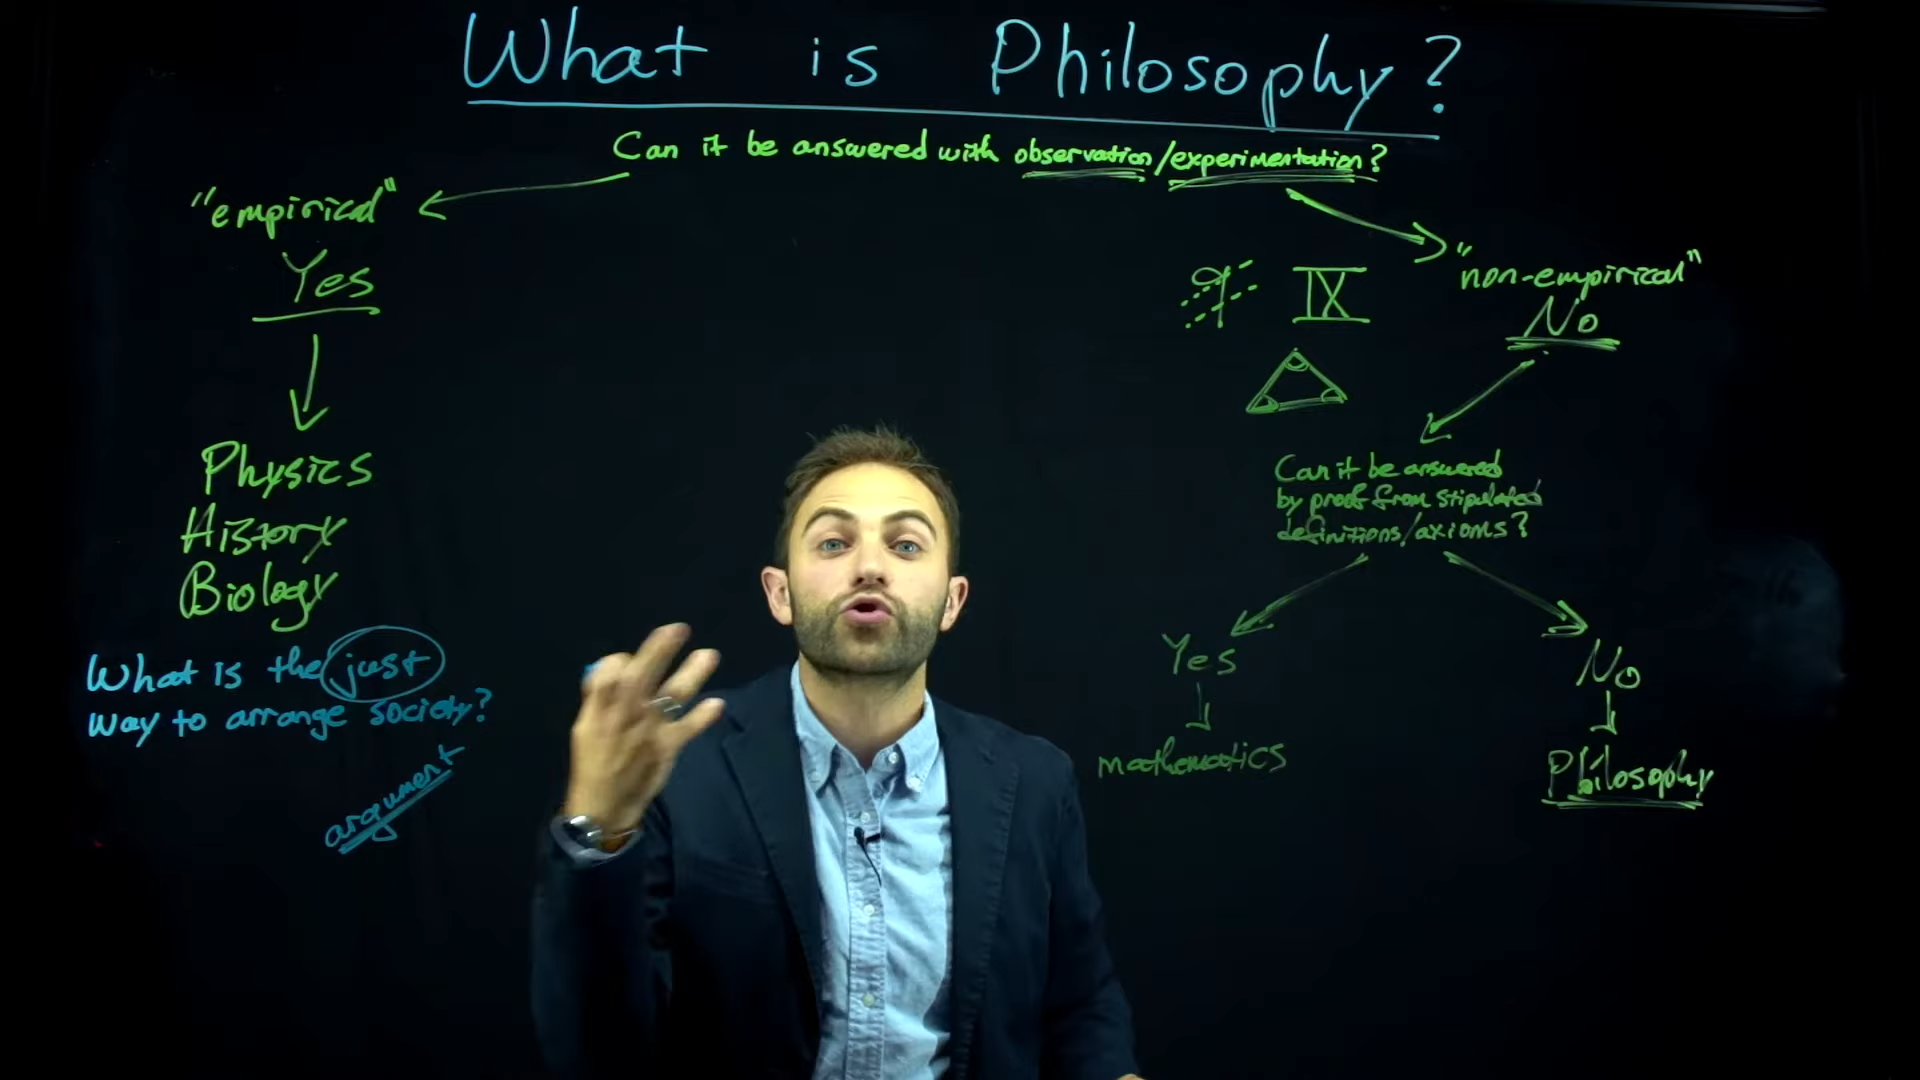 What is Philosophy?
Can it be answered with observation/experimentation?
"empirical"
Yes
Physics
History
Biology
What is the just
way to arrange society?
argument
"non-empirical"
No
9 IX
Can it be answered
by proof from stipulated
definitions/axioms?
Yes
mathematics
No
Philosophy